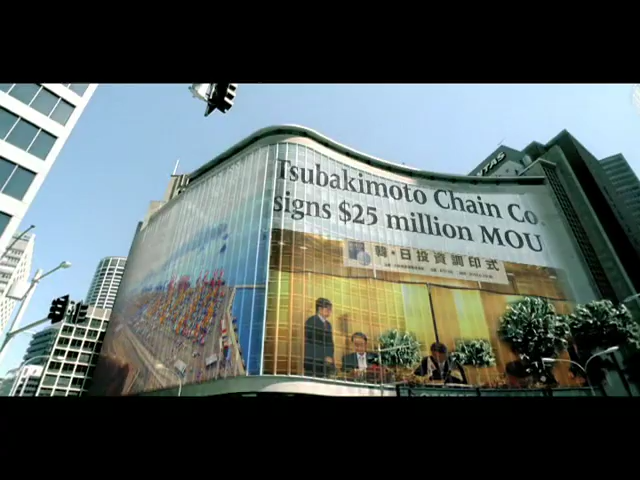 Tsubakimoto Chain Co.
signs $25 million MOU
韓·日投資調印式